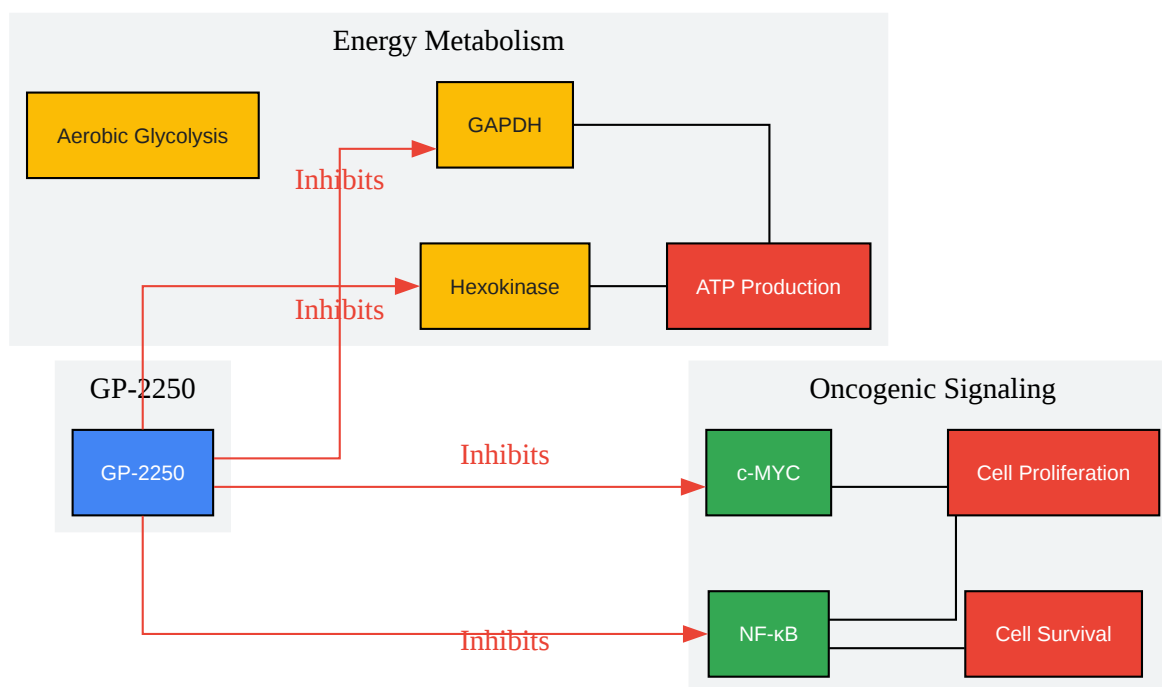 Energy Metabolism
Aerobic Glycolysis
GAPDH
Inhibits
Hexokinase
ATP Production
Inhibits
GP-2250
GP-2250
Inhibits
Oncogenic Signaling
c-MYC
Cell Proliferation
Inhibits
NF-κB
Cell Survival